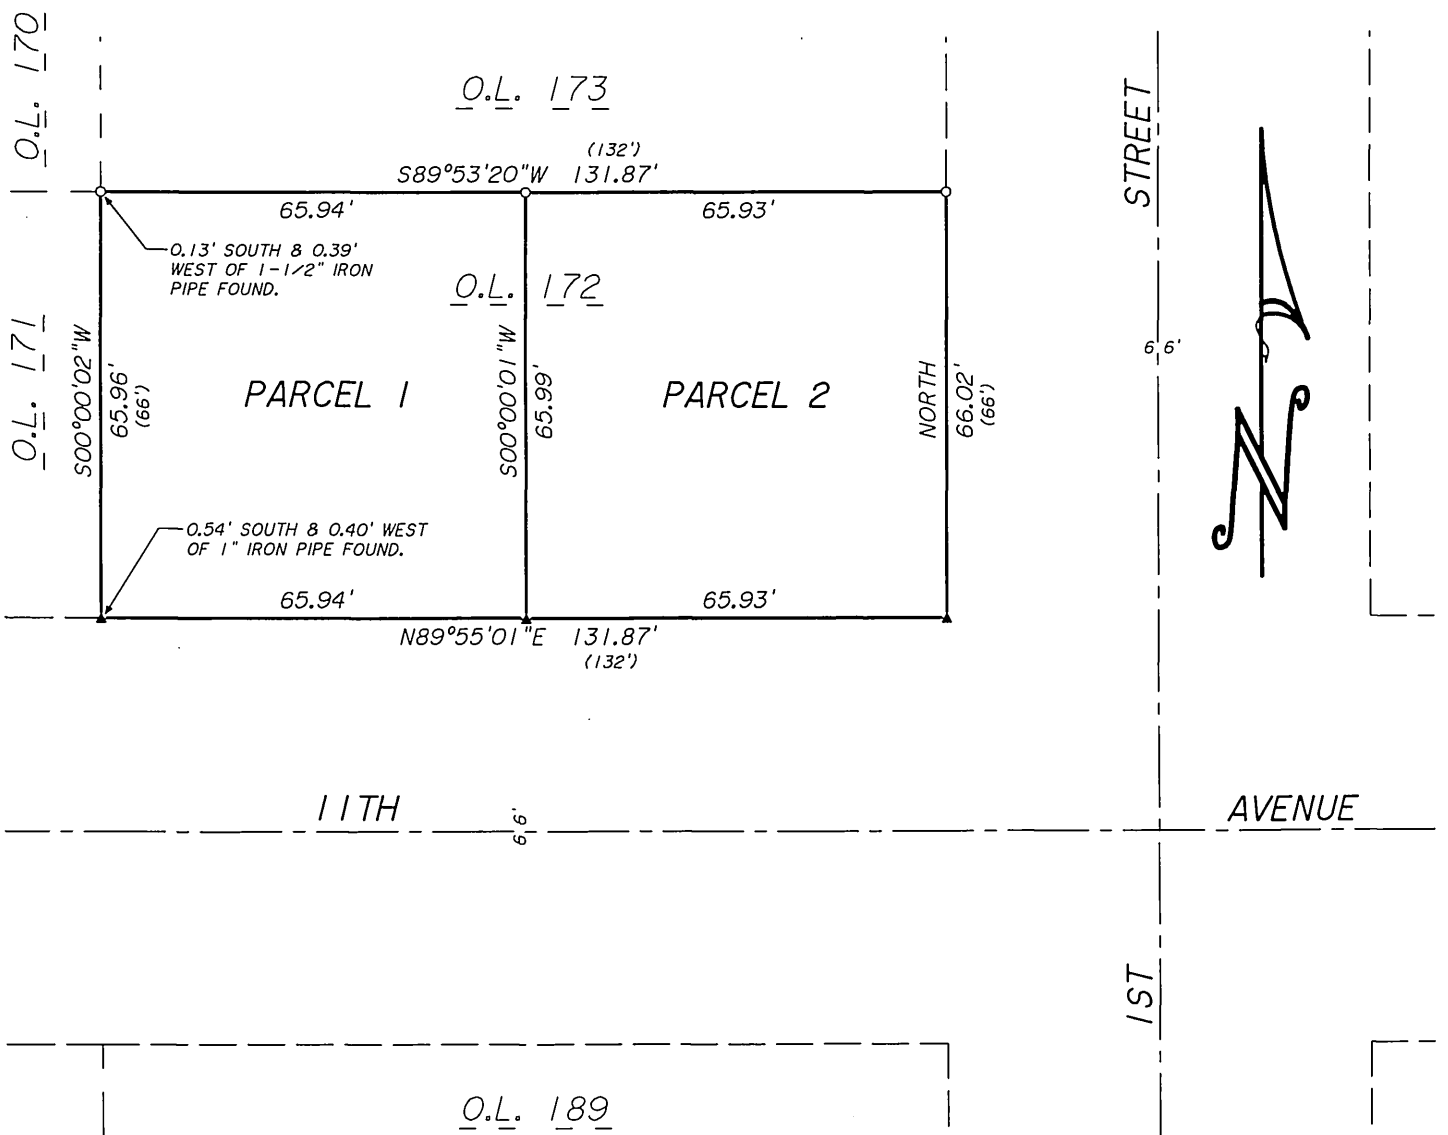 O.L. 170
O.L. 173
STREET
(132')
S89°53'20"W 131.87'
65.94'
65.93'
0.13' SOUTH & 0.39'
WEST OF 1-1/2" IRON
PIPE FOUND.
O.L. 172
O.L. 171
S00°00'02"W
65.96'
(66')
PARCEL 1
S00°00'01"W
65.99'
PARCEL 2
NORTH
66.02'
(66')
66'
N
0.54' SOUTH & 0.40' WEST
OF 1" IRON PIPE FOUND.
65.94'
65.93'
N89°55'01"E 131.87'
(132')
11TH
66'
AVENUE
1ST
O.L. 189